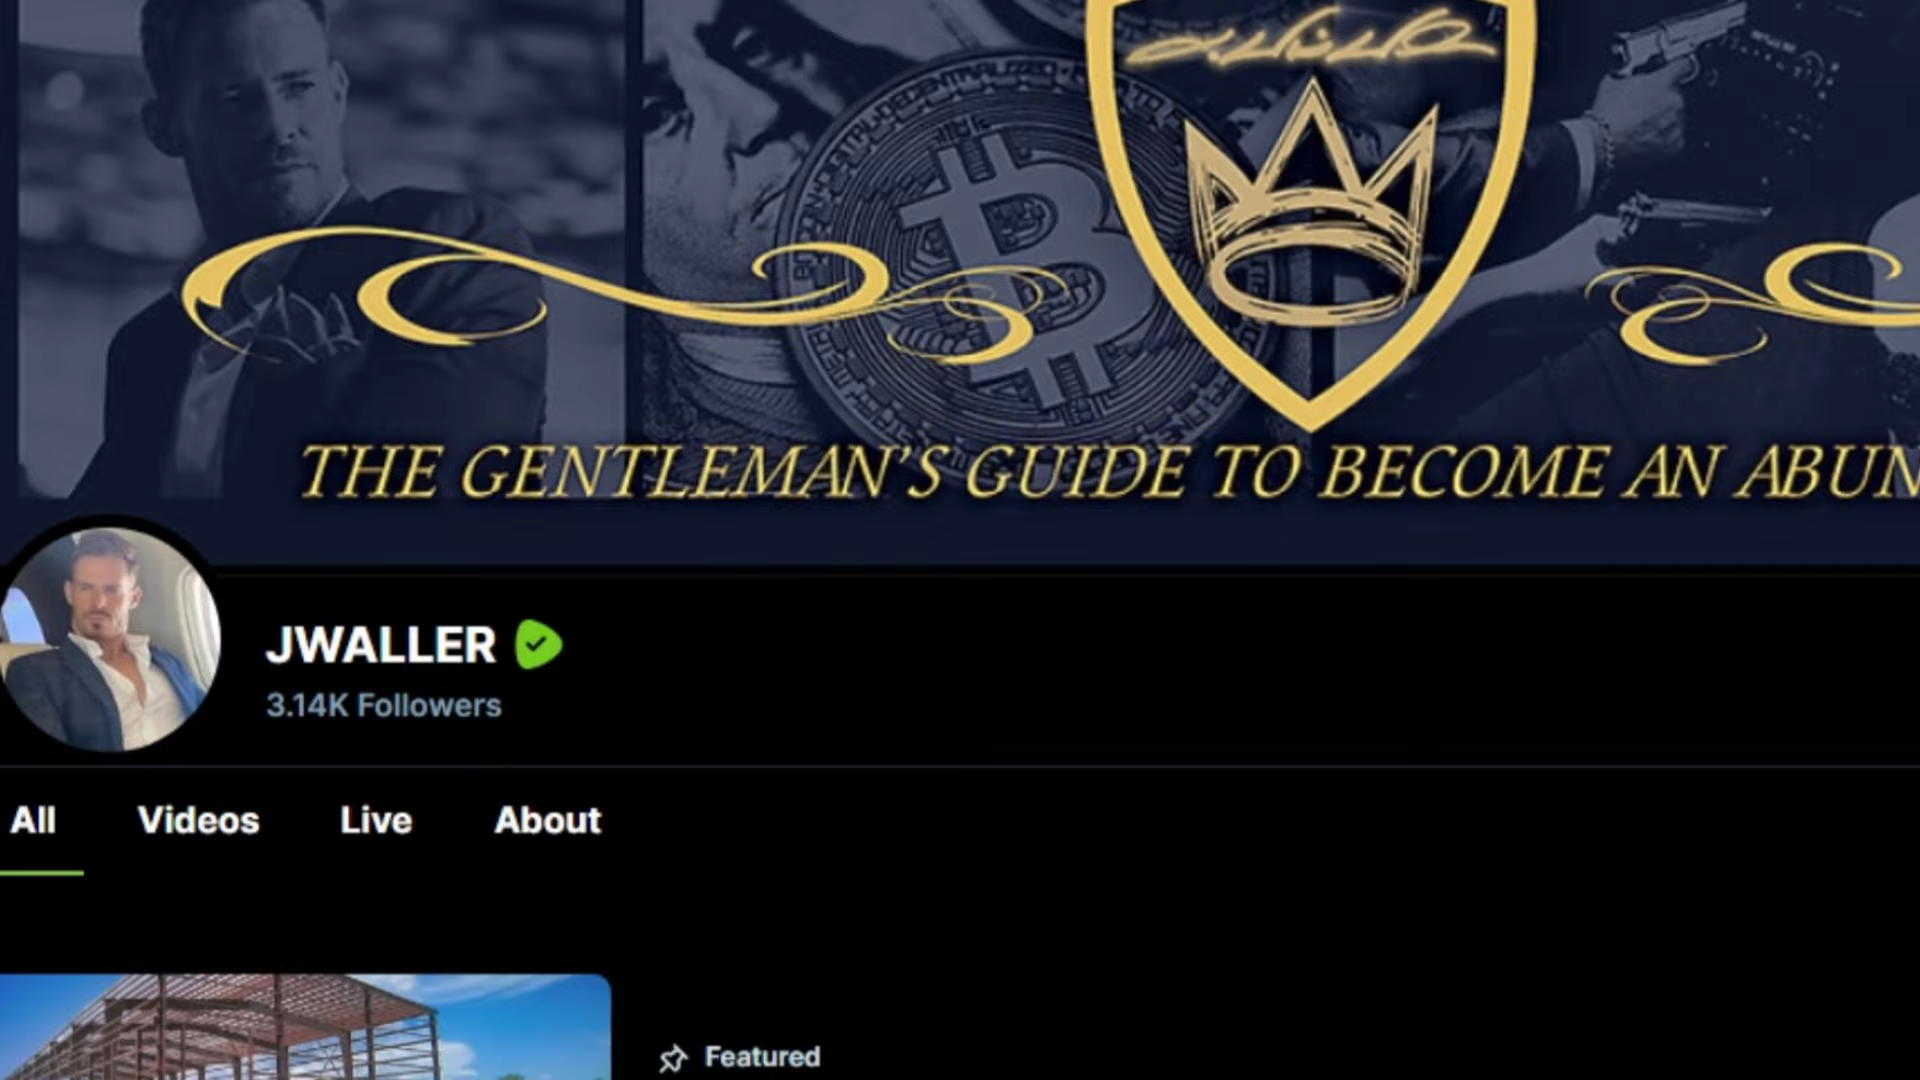 THE GENTLEMAN'S GUIDE TO BECOME AN ABUN
JWALLER
3.14K Followers
All Videos Live About
Featured